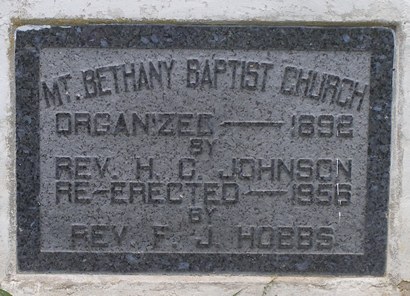 MT. BETHANY BAPTIST CHURCH
ORGANIZED — 1892
BY
REV. H. C. JOHNSON
RE-ERECTED — 1956
BY
REV. F. J. HOBBS